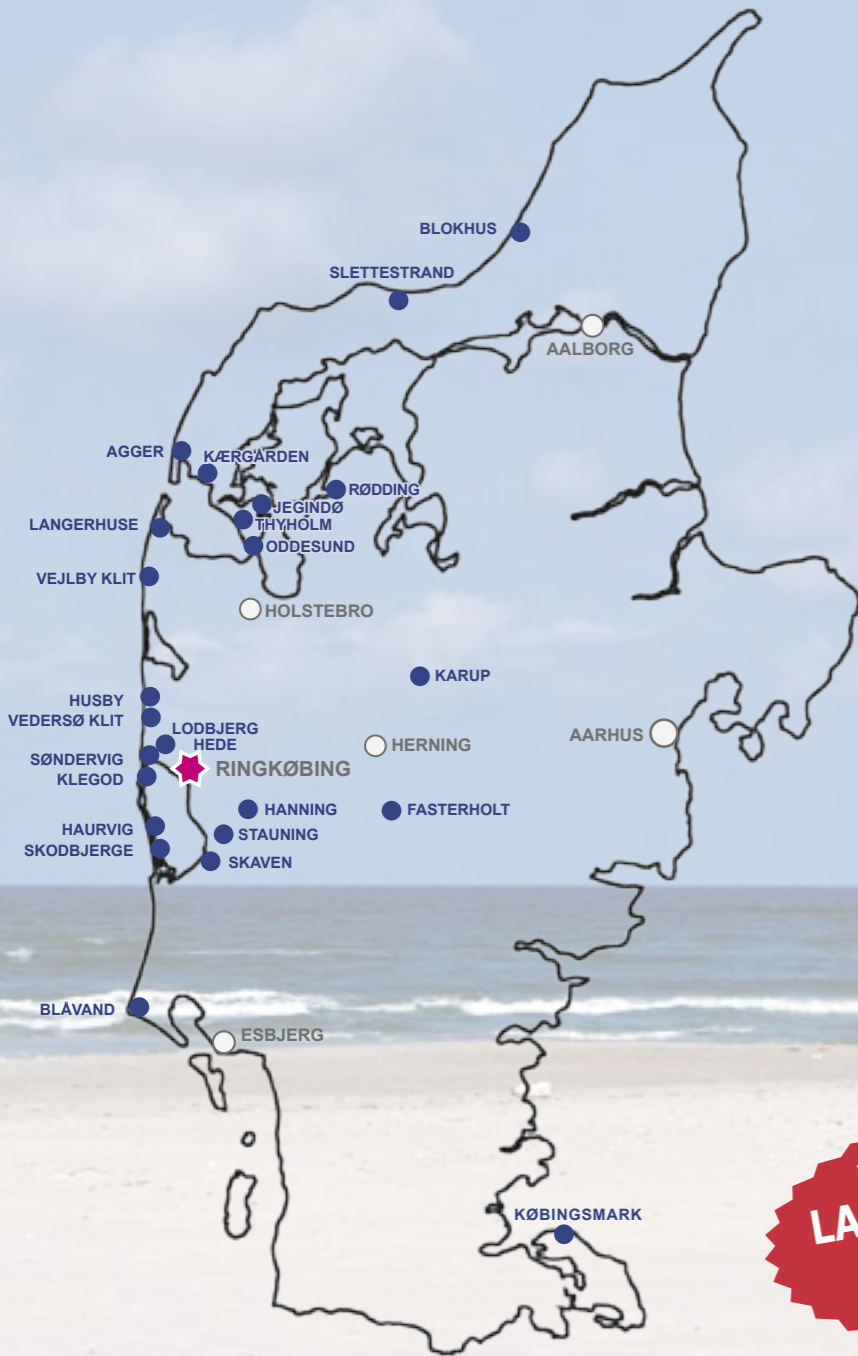 BLOKHUS
SLETTESTRAND
AALBORG
AGGER
KÆRGÅRDEN
RØDDING
JEGINDØ
THYHOLM
LANGERHUSE
ODDESUND
VEJLBY KLIT
HOLSTEBRO
KARUP
HUSBY
VEDERSØ KLIT
LODBJERG
HEDE
AARHUS
HERNING
SØNDERVIG
RINGKØBING
KLEGOD
HANNING
FASTERHOLT
HAURVIG
STAUNING
SKODBJERGE
SKAVEN
BLÅVAND
ESBJERG
KØBINGSMARK